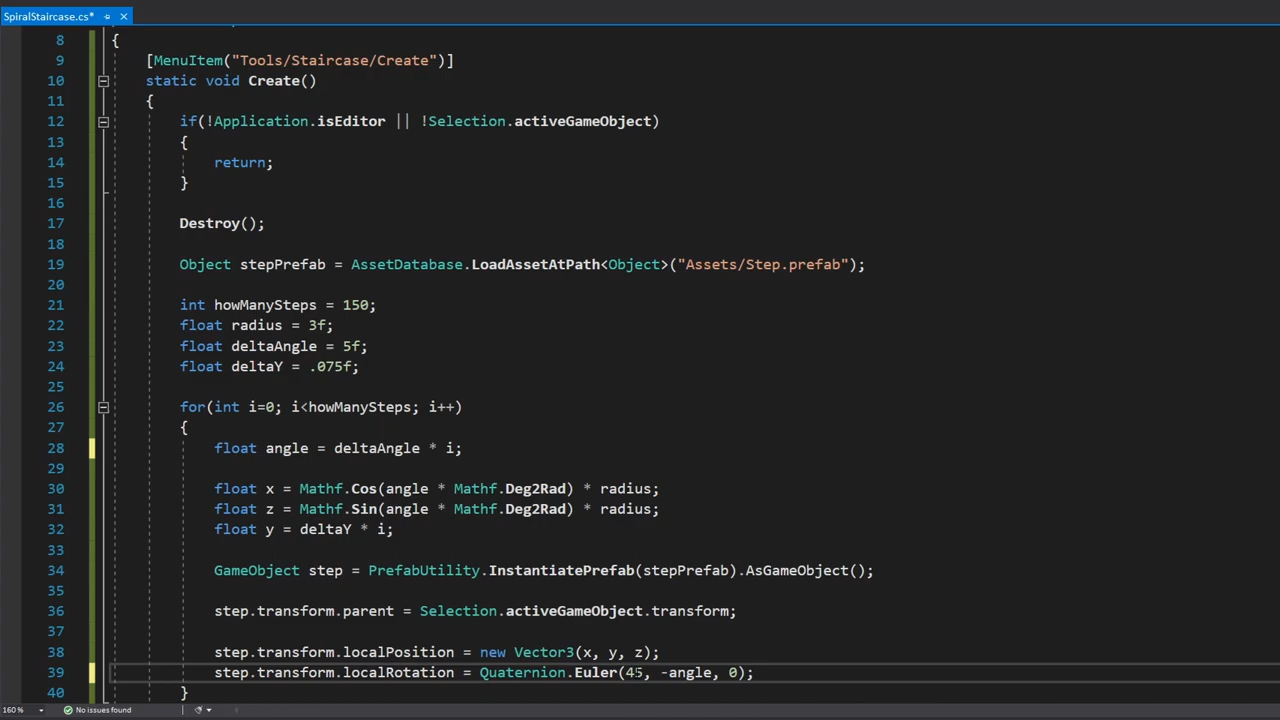 SpiralStaircase.cs*
8 {
9 [MenuItem("Tools/Staircase/Create")]
10 static void Create()
11 {
12 if(!Application.isEditor || !Selection.activeGameObject)
13 {
14 return;
15 }
16
17 Destroy();
18
19 Object stepPrefab = AssetDatabase.LoadAssetAtPath<Object>("Assets/Step.prefab");
20
21 int howManySteps = 150;
22 float radius = 3f;
23 float deltaAngle = 5f;
24 float deltaY = .075f;
25
26 for(int i=0; i<howManySteps; i++)
27 {
28 float angle = deltaAngle * i;
29
30 float x = Mathf.Cos(angle * Mathf.Deg2Rad) * radius;
31 float z = Mathf.Sin(angle * Mathf.Deg2Rad) * radius;
32 float y = deltaY * i;
33
34 GameObject step = PrefabUtility.InstantiatePrefab(stepPrefab).AsGameObject();
35
36 step.transform.parent = Selection.activeGameObject.transform;
37
38 step.transform.localPosition = new Vector3(x, y, z);
39 step.transform.localRotation = Quaternion.Euler(45, -angle, 0);
40 }
160 % No issues found